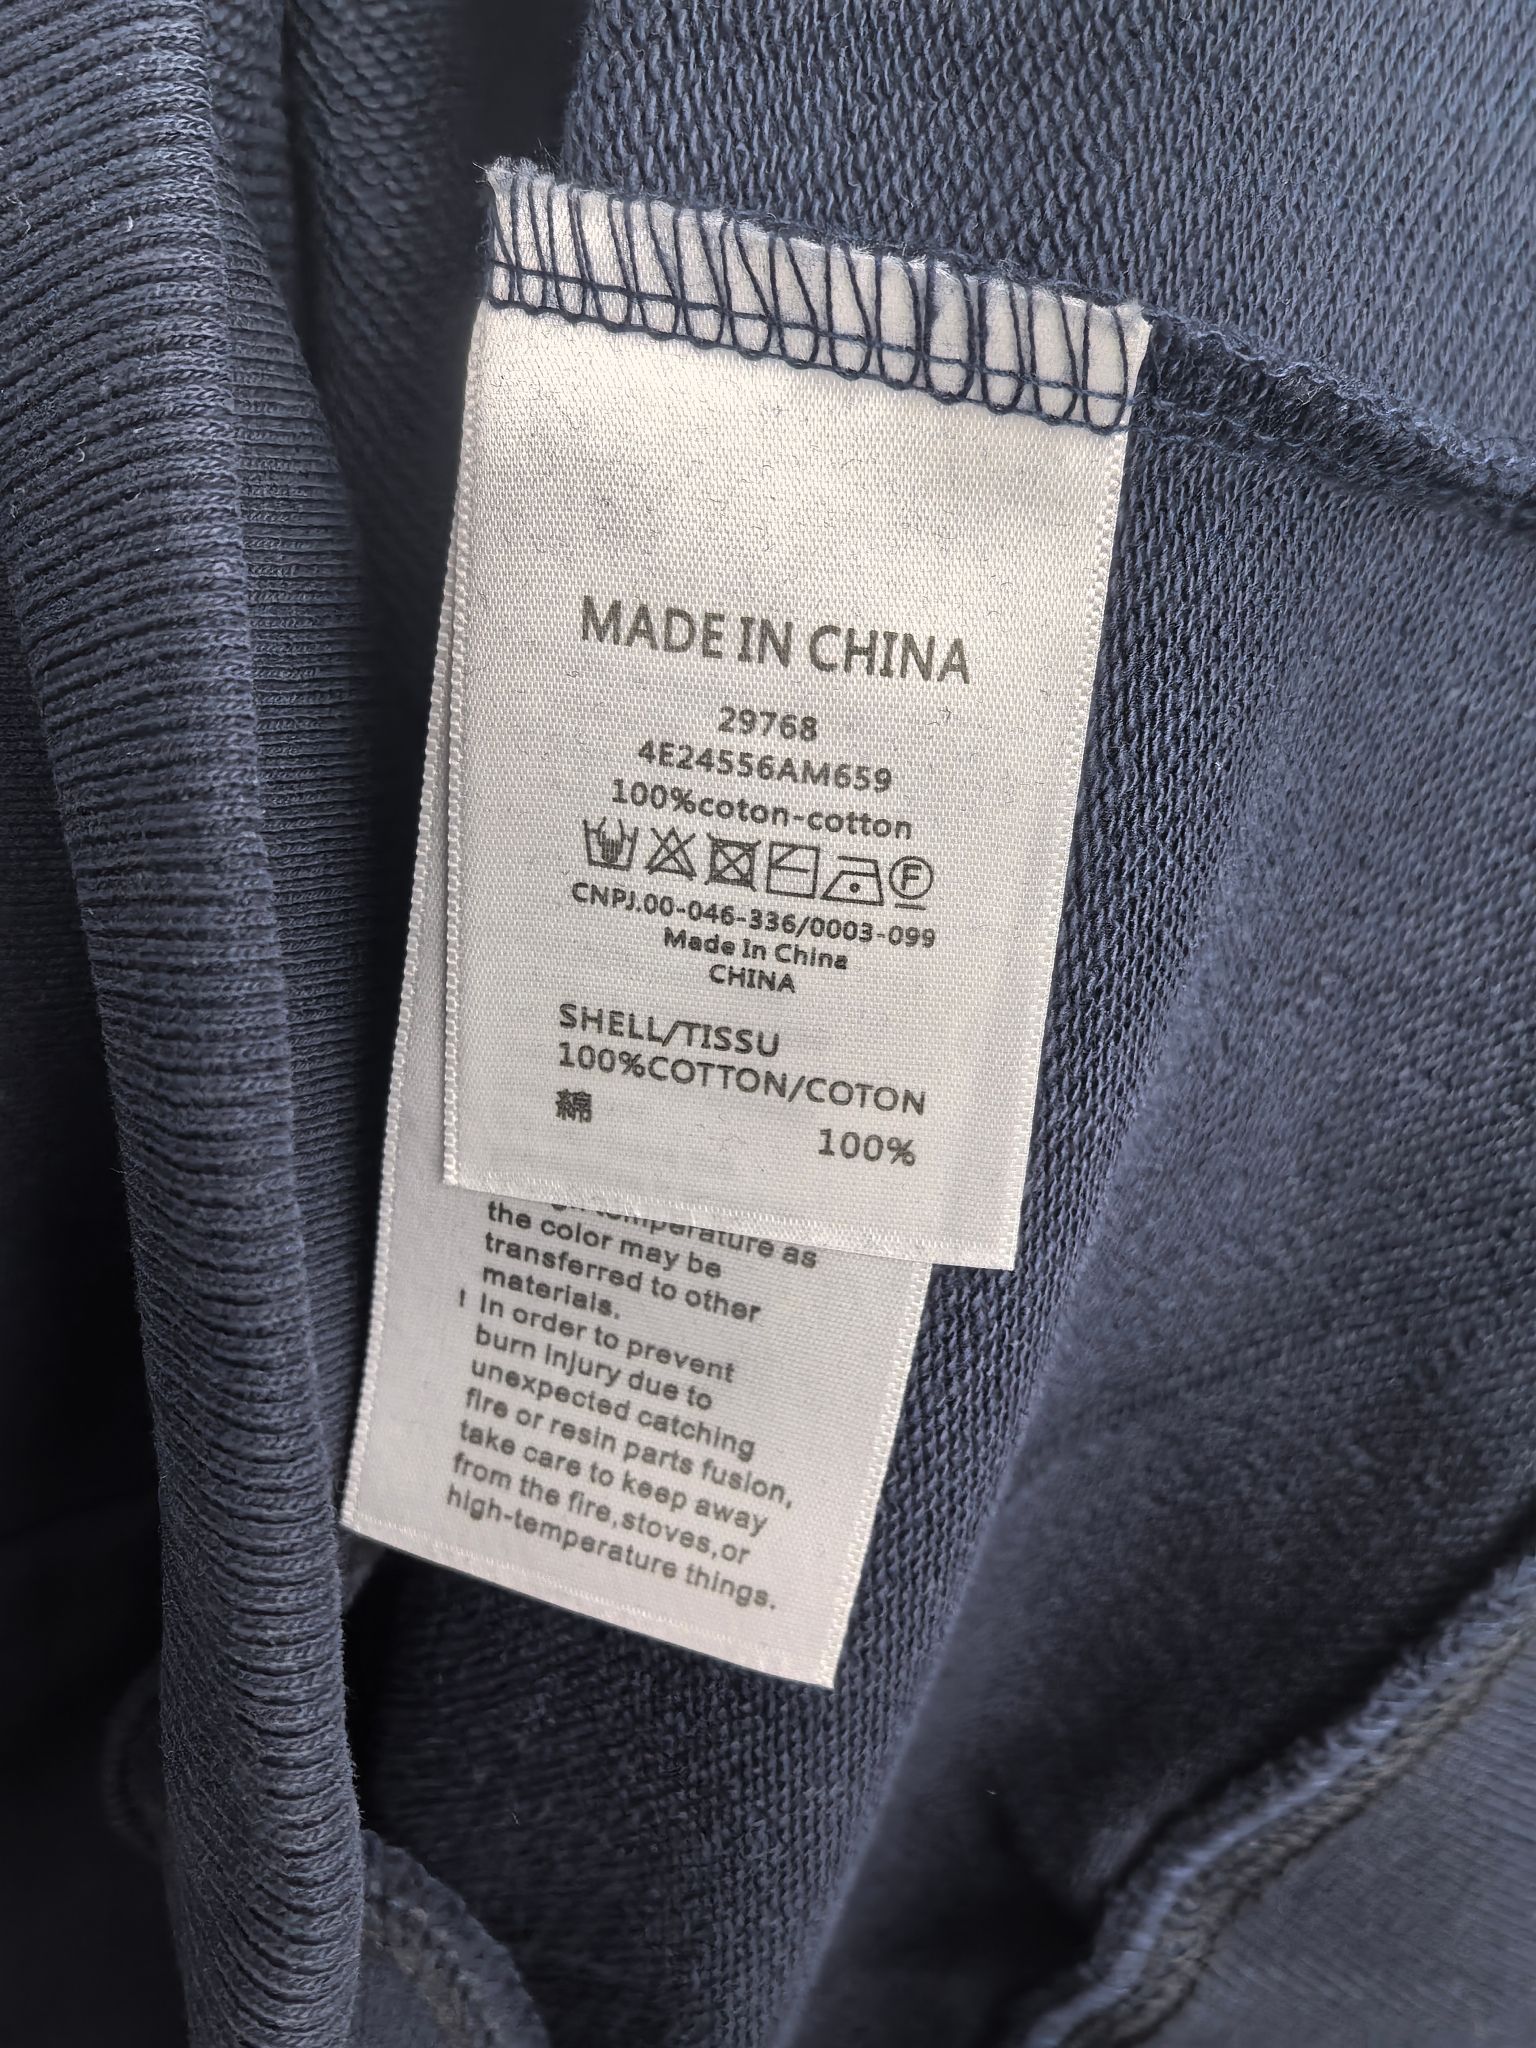 MADE IN CHINA
29768
4E24556AM659
100%coton-cotton
F
CNPJ.00-046-336/0003-099
Made In China
CHINA
SHELL/TISSU
100%COTTON/COTON
綿 100%
temperature as
the color may be
transferred to other
materials.
! In order to prevent
burn injury due to
unexpected catching
fire or resin parts fusion,
take care to keep away
from the fire,stoves,or
high-temperature things.